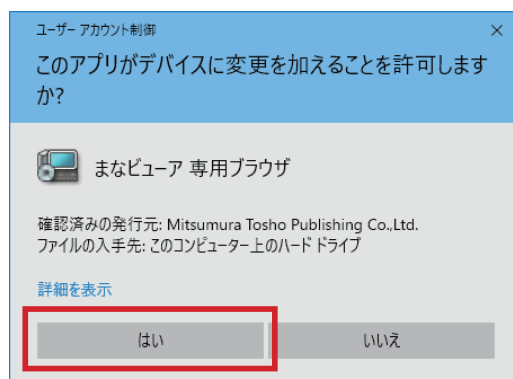 ユーザー アカウント制御
このアプリがデバイスに変更を加えることを許可します
か?
まなビューア 専用ブラウザ
確認済みの発行元: Mitsumura Tosho Publishing Co.,Ltd.
ファイルの入手先: このコンピューター上のハード ドライブ
詳細を表示
はい
いいえ